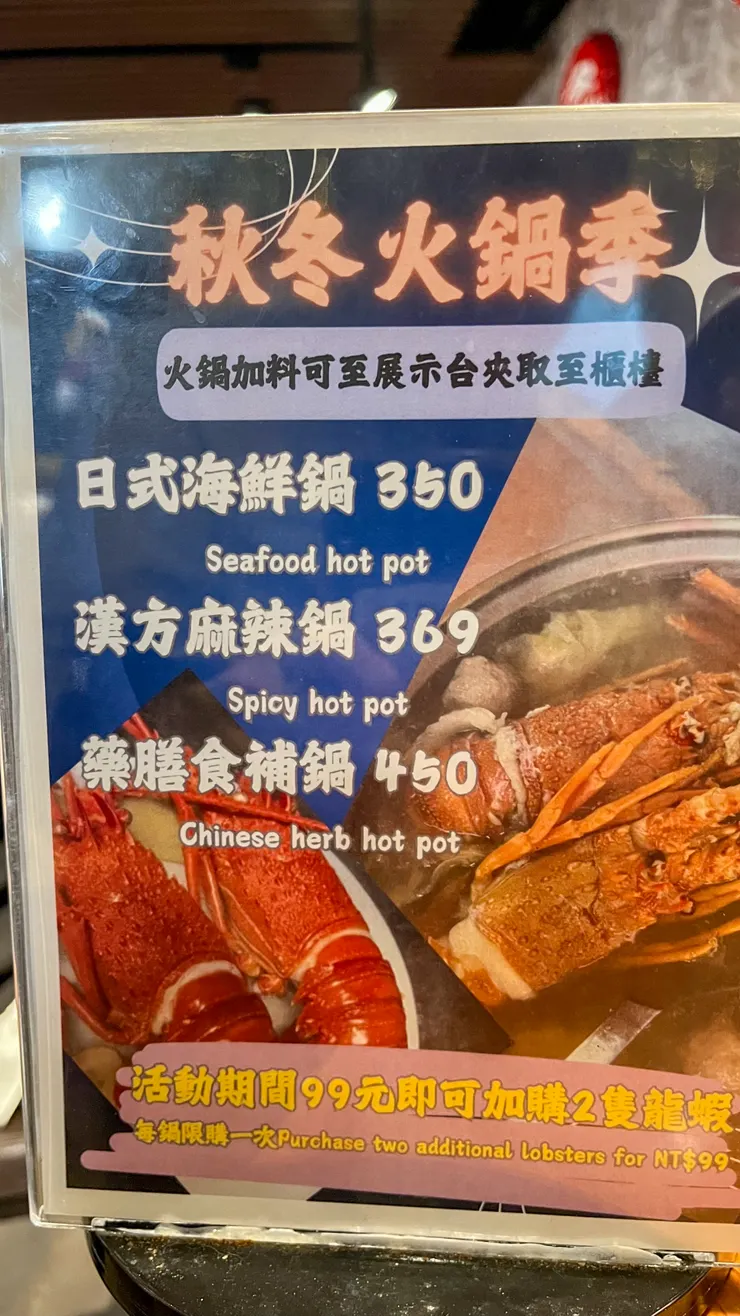 秋冬火鍋季
火鍋加料可至展示台夾取至櫃檯
日式海鮮鍋 350
Seafood hot pot
漢方麻辣鍋 369
Spicy hot pot
藥膳食補鍋 450
Chinese herb hot pot
活動期間99元即可加購2隻龍蝦
每鍋限購一次Purchase two additional lobsters for NT$99